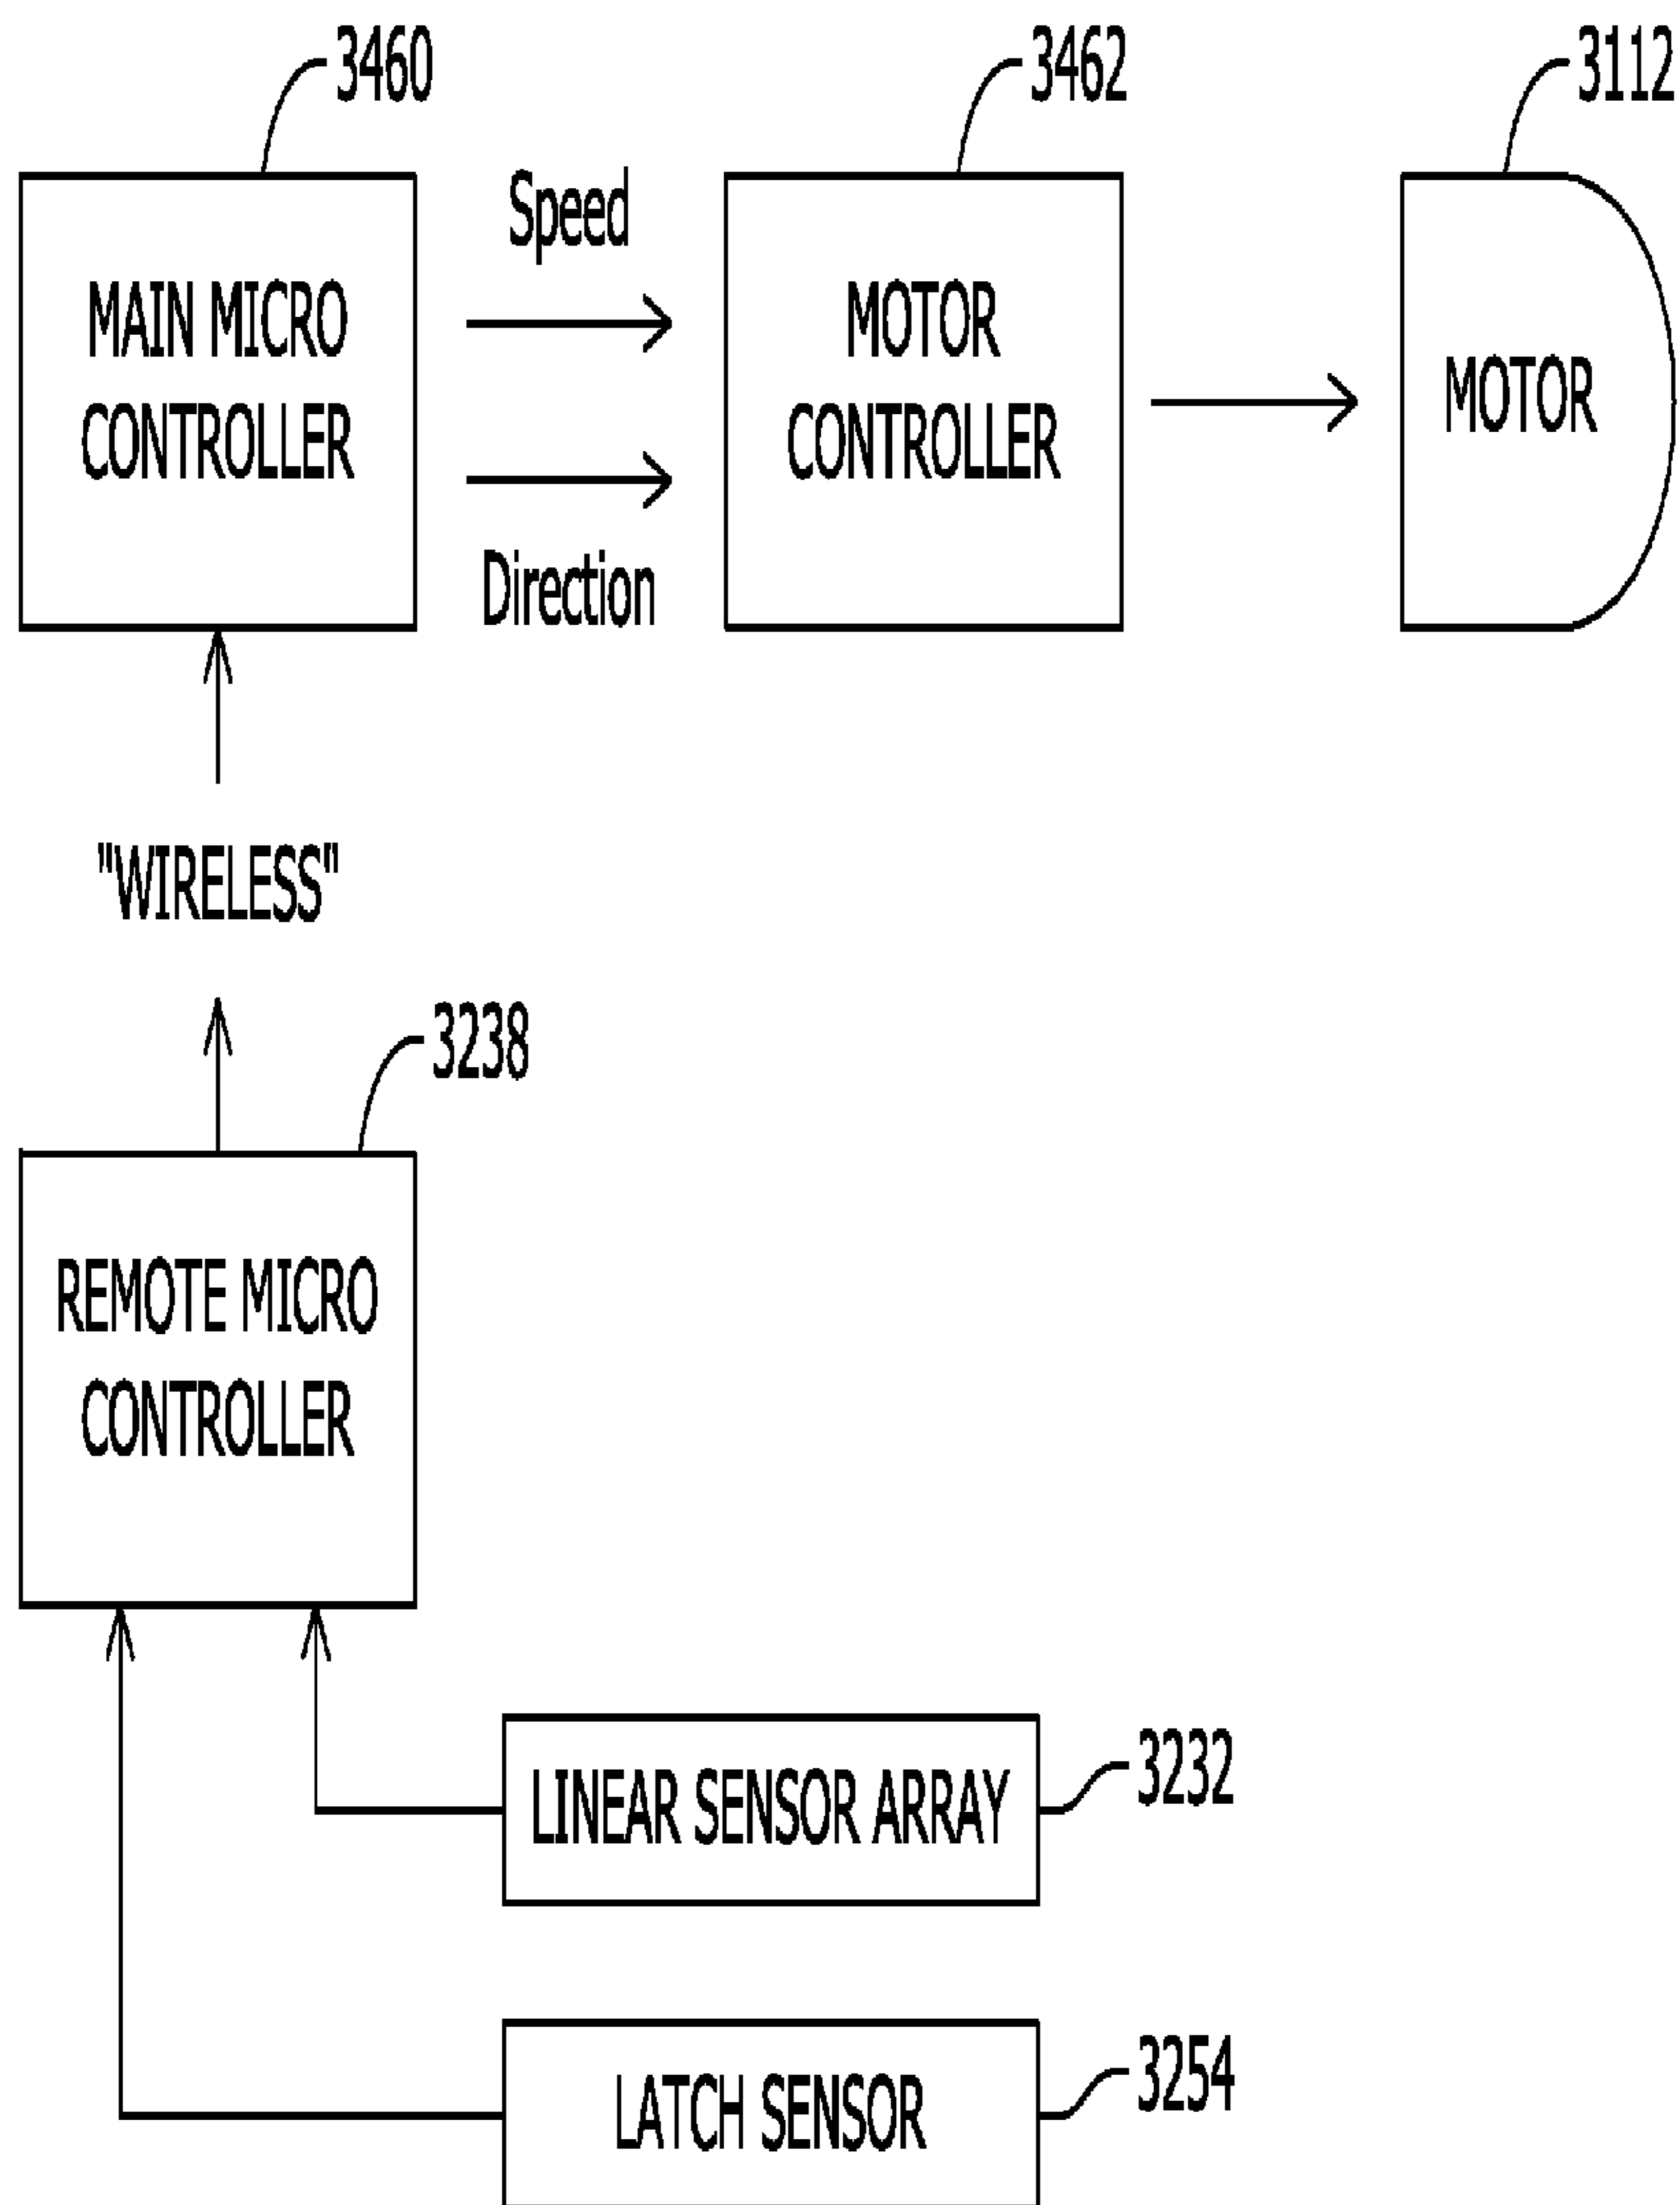 3460
3462
3112
Speed
MAIN MICRO
CONTROLLER
MOTOR
CONTROLLER
MOTOR
Direction
"WIRELESS"
3238
REMOTE MICRO
CONTROLLER
LINEAR SENSOR ARRAY
3232
LATCH SENSOR
3254